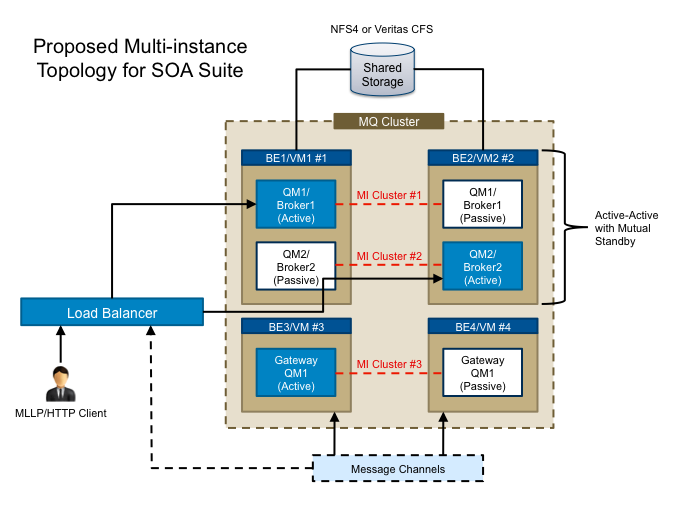 NFS4 or Veritas CFS
Proposed Multi-instance
Topology for SOA Suite
Shared
Storage
MQ Cluster
BE1/VM1 #1
BE2/VM2 #2
QM1/
Broker1
(Active)
MI Cluster #1
QM1/
Broker1
(Passive)
Active-Active
with Mutual
Standby
QM2/
Broker2
(Passive)
MI Cluster #2
QM2/
Broker2
(Active)
Load Balancer
BE3/VM #3
BE4/VM #4
Gateway
QM1
(Active)
MI Cluster #3
Gateway
QM1
(Passive)
MLLP/HTTP Client
Message Channels